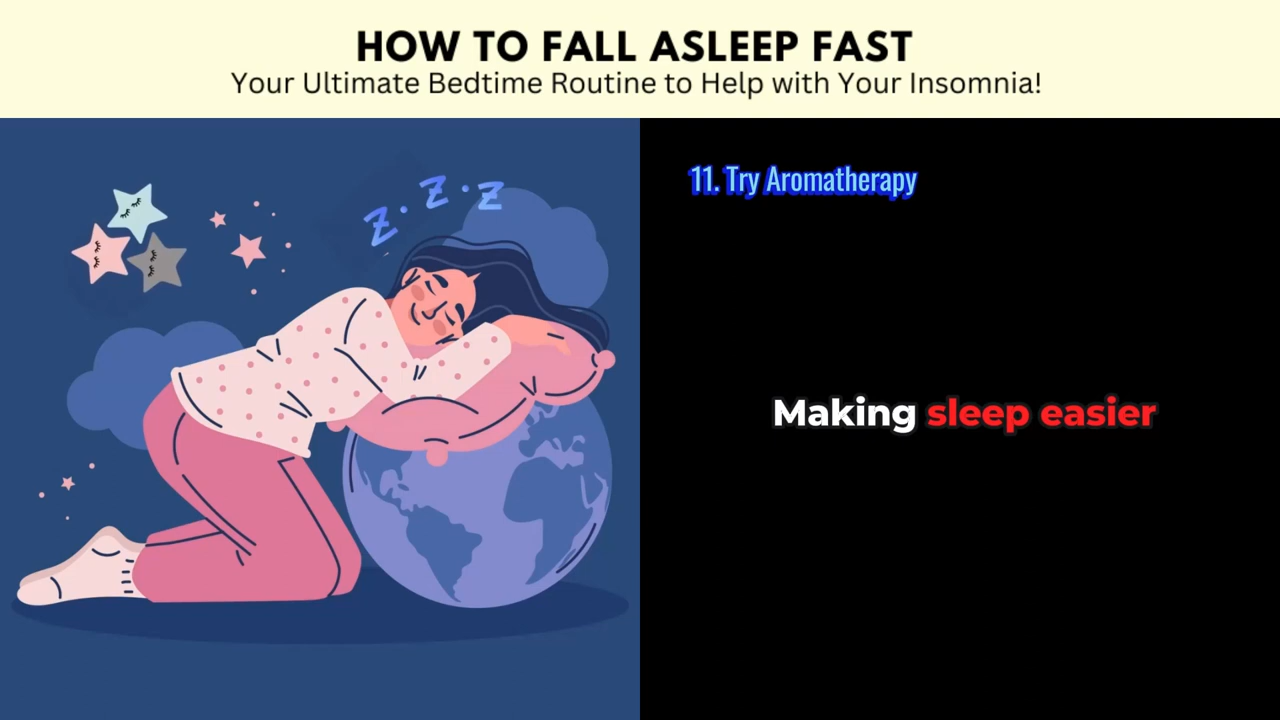 HOW TO FALL ASLEEP FAST
Your Ultimate Bedtime Routine to Help with Your Insomnia!
z.z.z
11. Try Aromatherapy
Making sleep easier